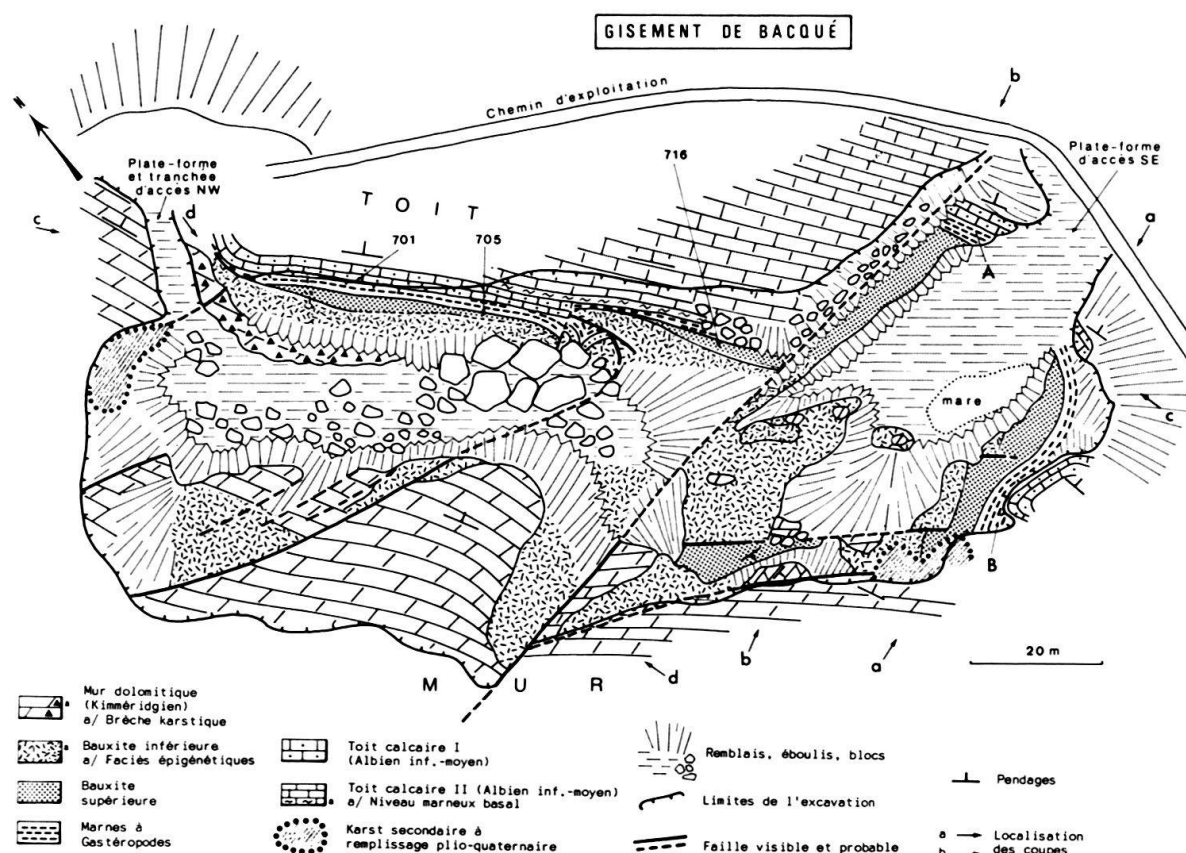 GISEMENT DE BACQUÉ
b
Chemin d'exploitation
N
Plate-forme
et tranchée
d'accès NW
d
c
716
Plate-forme
d'accès SE
a
TOIT
701
705
A
mare
c
B
b
a
d
20 m
MUR
Mur dolomitique
(Kimméridgien)
a/ Brèche karstique
a
Bauxite inférieure
a/ Faciès épigénétiques
a
Bauxite
supérieure
Marnes à
Gastéropodes
Toit calcaire I
(Albien inf.-moyen)
Toit calcaire II (Albien inf.-moyen)
a/ Niveau marneux basal
a
Karst secondaire à
remplissage plio-quaternaire
Remblais, éboulis, blocs
Limites de l'excavation
Faille visible et probable
Pendages
a
b
Localisation
des coupes